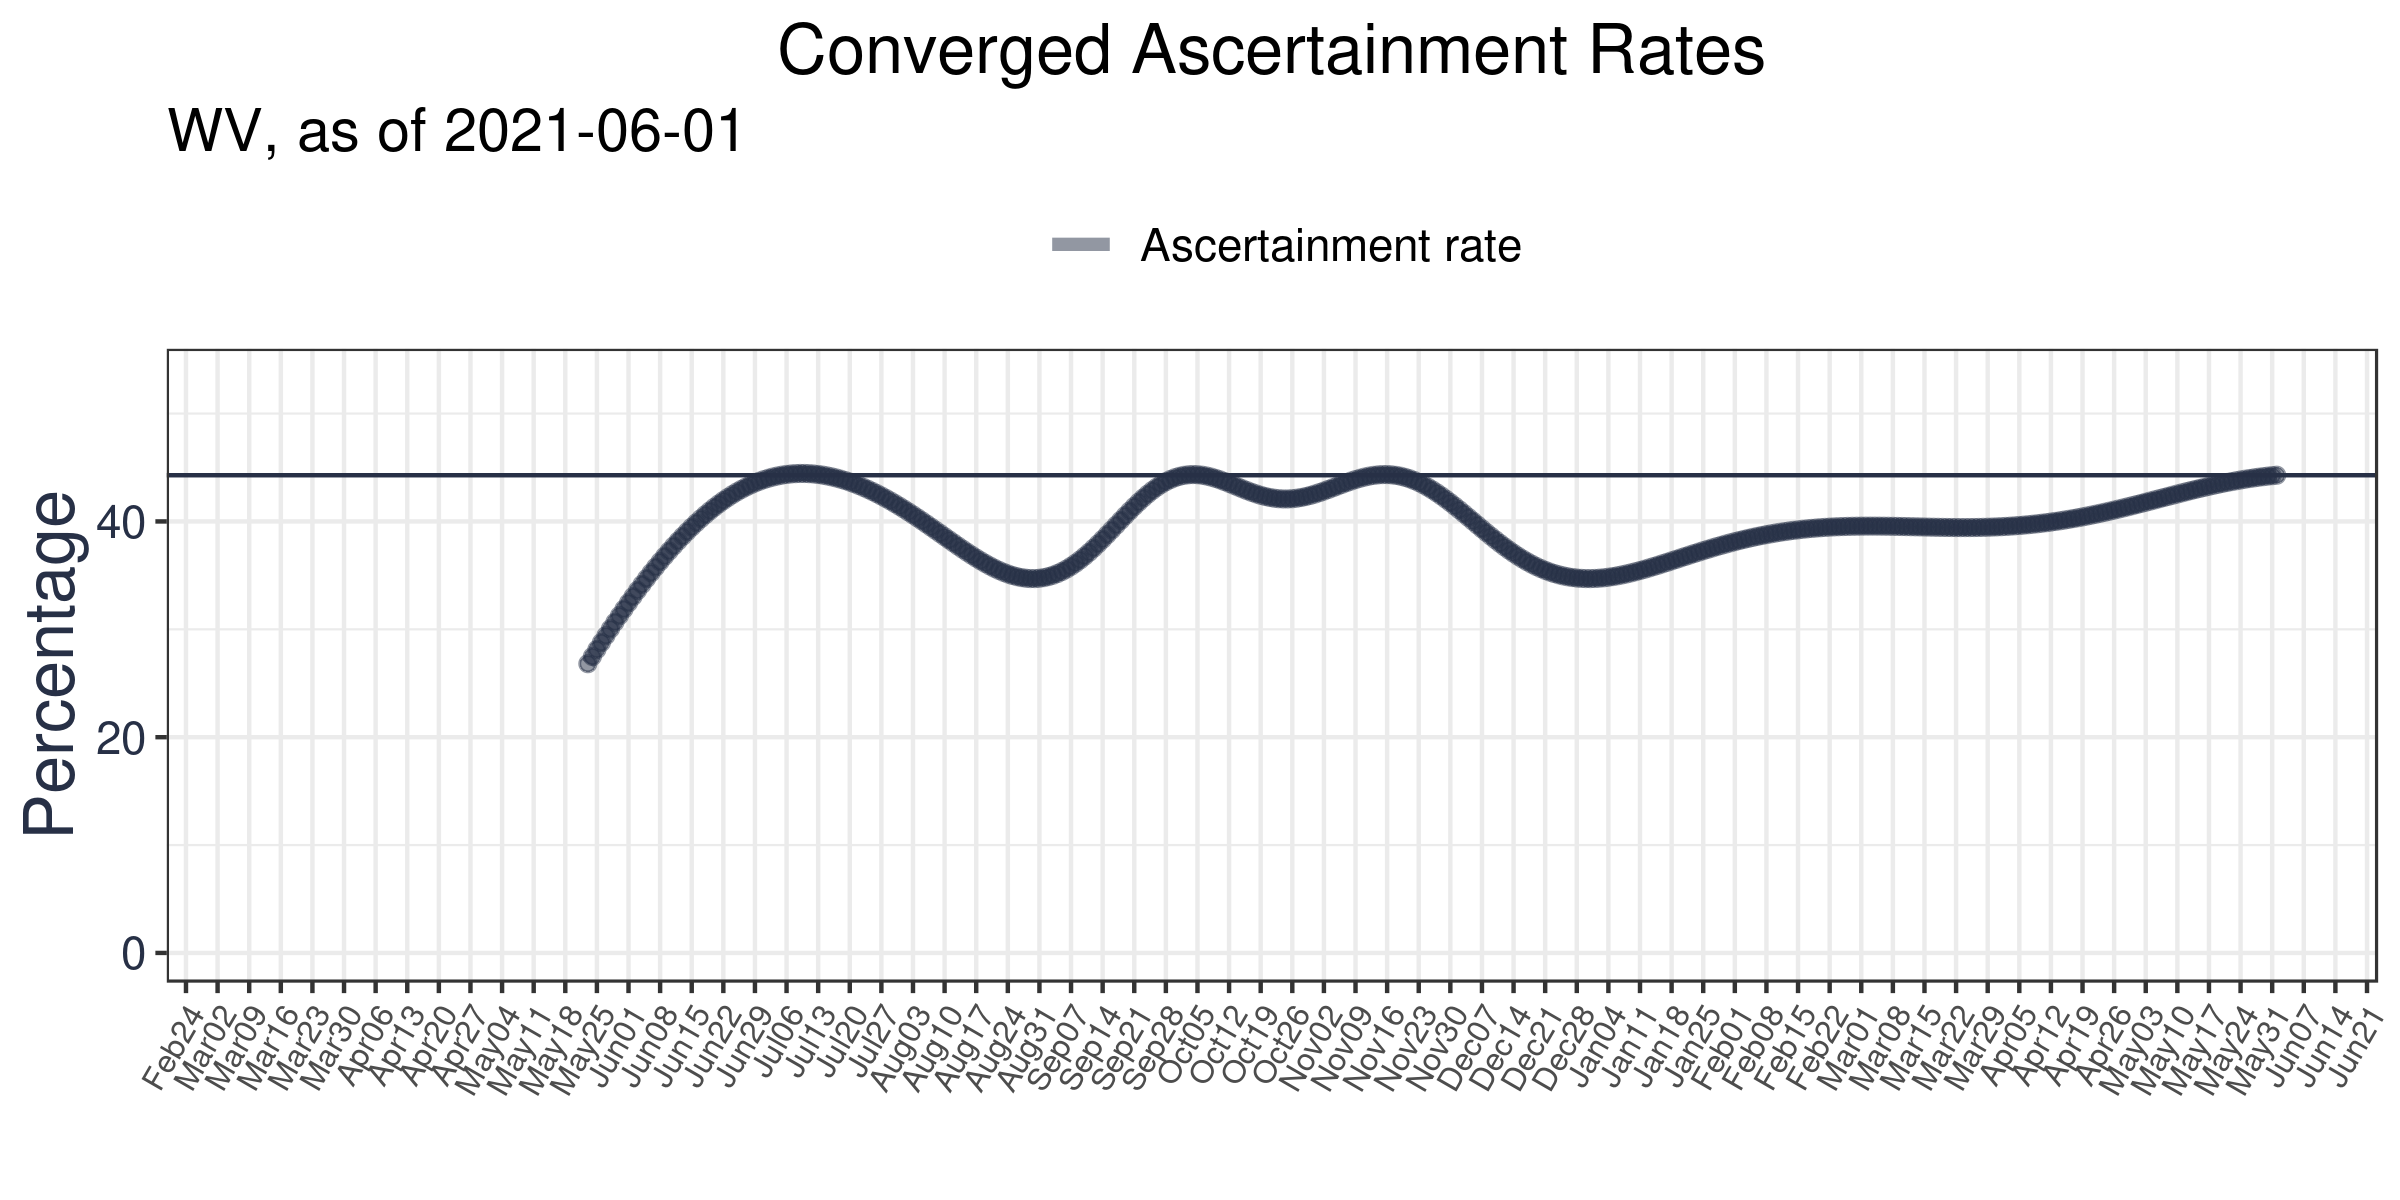 Converged Ascertainment Rates
WV, as of 2021-06-01
Ascertainment rate
Percentage
40
20
0
Feb24 Mar02 Mar09 Mar16 Mar23 Mar30 Apr06 Apr13 Apr20 Apr27 May04 May11 May18 May25 Jun01 Jun08 Jun15 Jun22 Jun29 Jul06 Jul13 Jul20 Jul27 Aug03 Aug10 Aug17 Aug24 Aug31 Sep07 Sep14 Sep21 Sep28 Oct05 Oct12 Oct19 Oct26 Nov02 Nov09 Nov16 Nov23 Nov30 Dec07 Dec14 Dec21 Dec28 Jan04 Jan11 Jan18 Jan25 Feb01 Feb08 Feb15 Feb22 Mar01 Mar08 Mar15 Mar22 Mar29 Apr05 Apr12 Apr19 Apr26 May03 May10 May17 May24 May31 Jun07 Jun14 Jun21